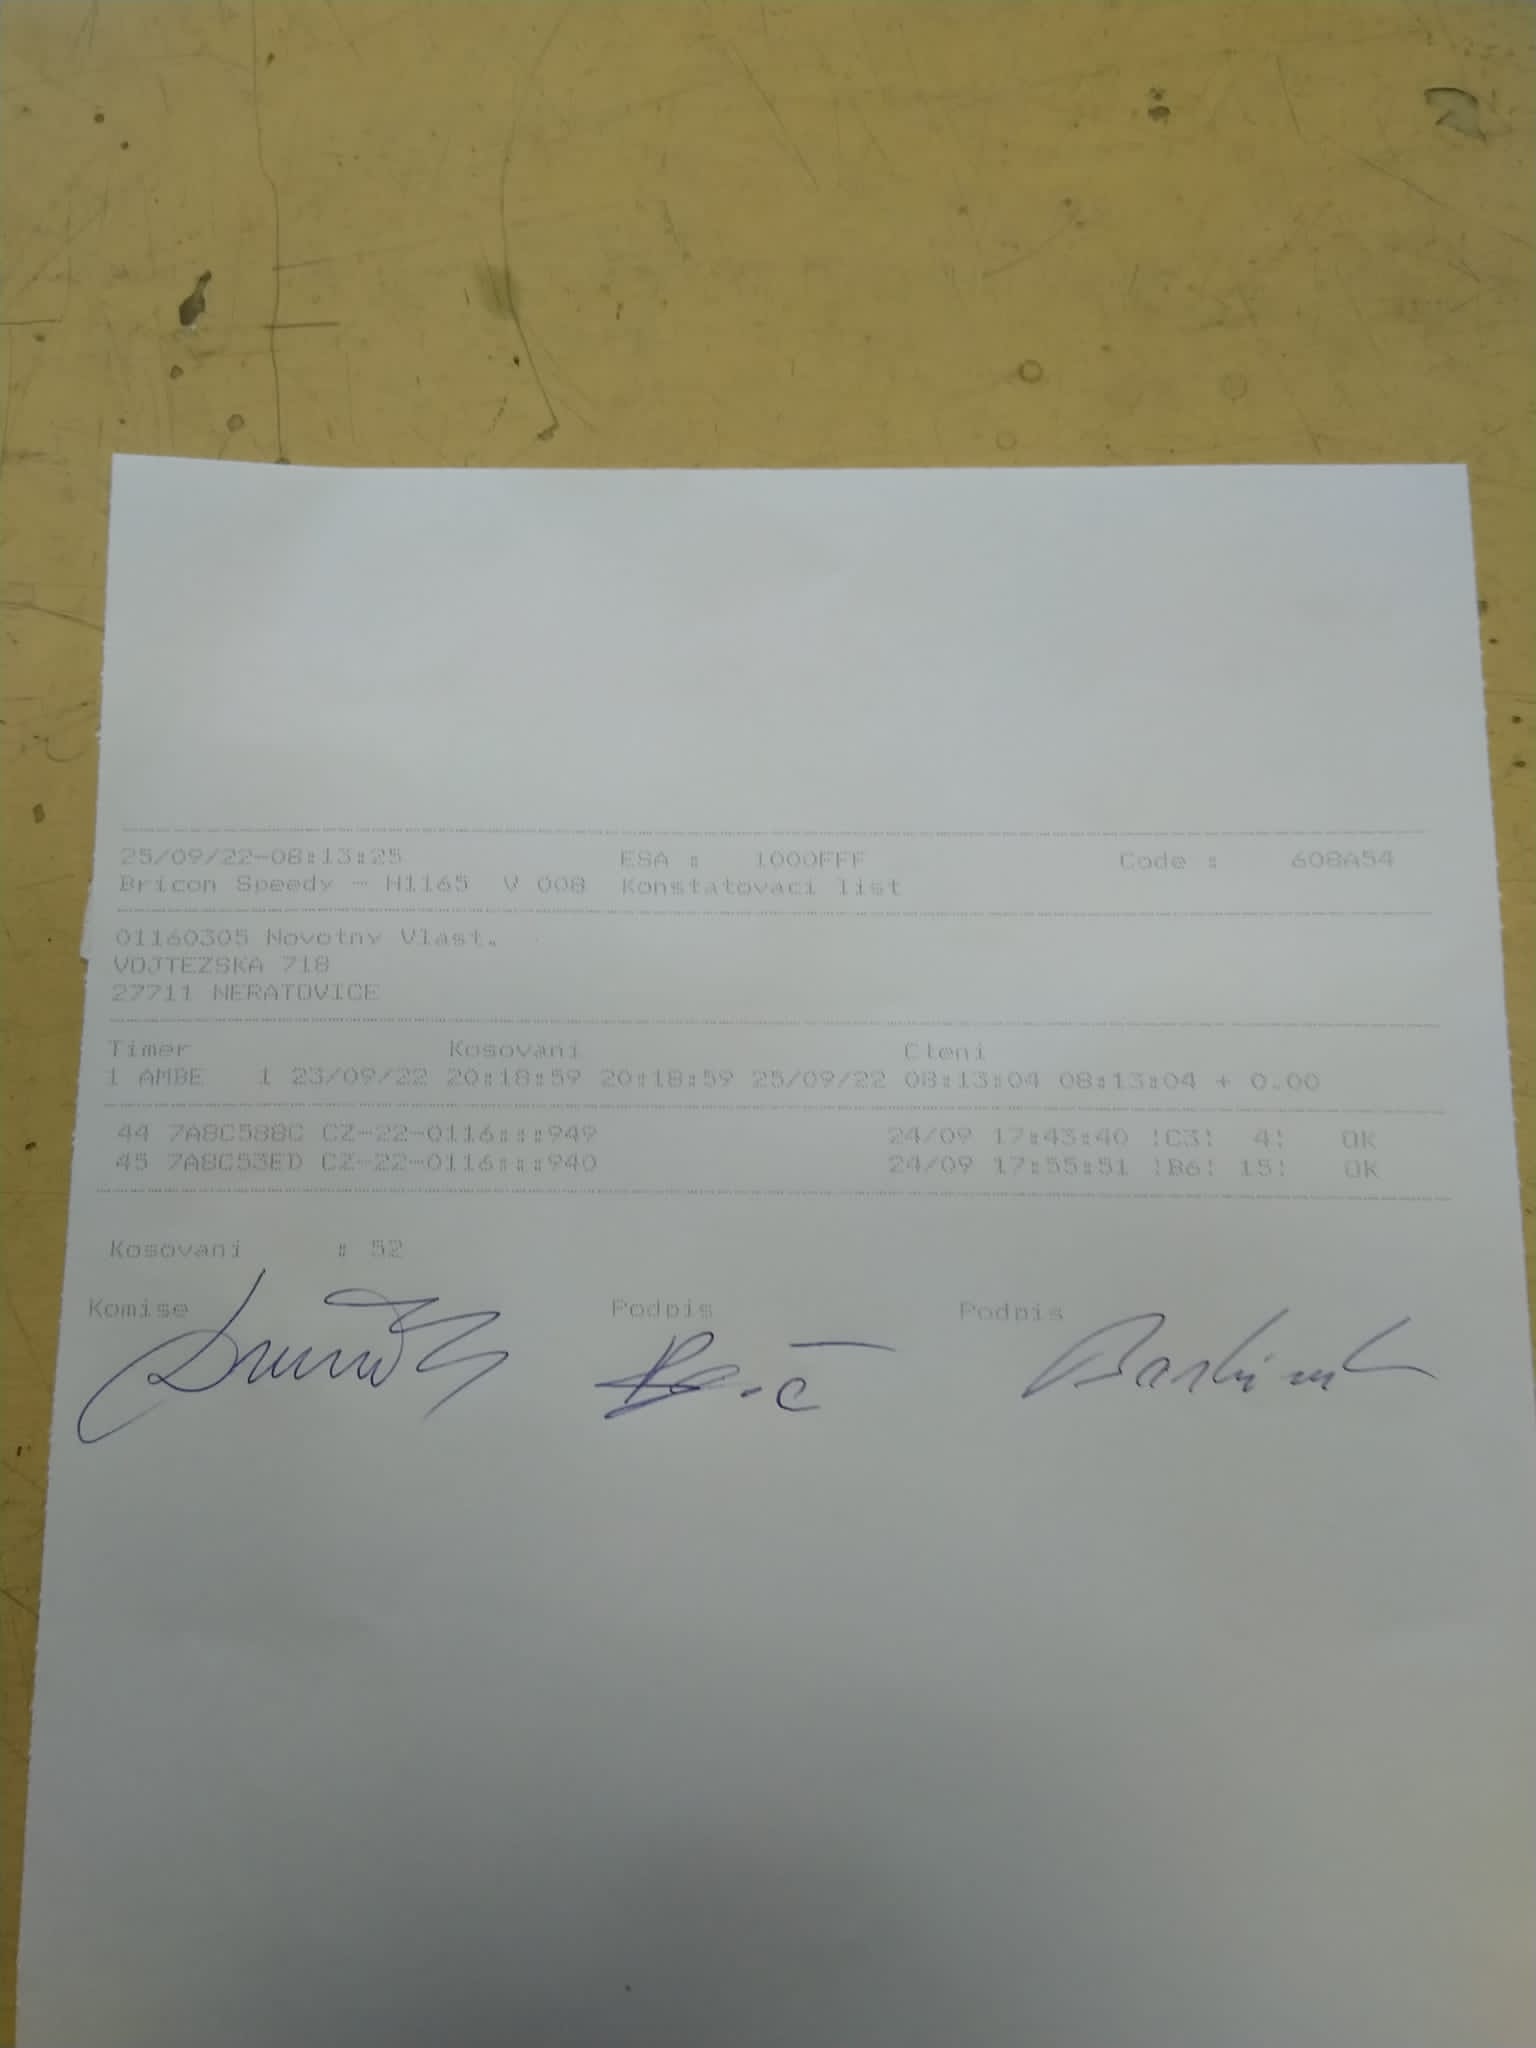 25/09/22-08:13:25 ESA : 1000FFF Code : 608A54
Bricon Speedy - H1165 V 008 Konstatovaci list
01160305 Novotny Vlast.
VOJTEZSKA 718
27711 NERATOVICE
Timer Kosovani Cteni
1 AMBE 1 23/09/22 20:18:59 20:18:59 25/09/22 08:13:04 08:13:04 + 0.00
44 7A8C588C CZ-22-0116:::949 24/09 17:43:40 !C3! 4! OK
45 7A8C53ED CZ-22-0116:::940 24/09 17:55:51 !B6! 15! OK
Kosovani : 52
Komise Podpis Podpis